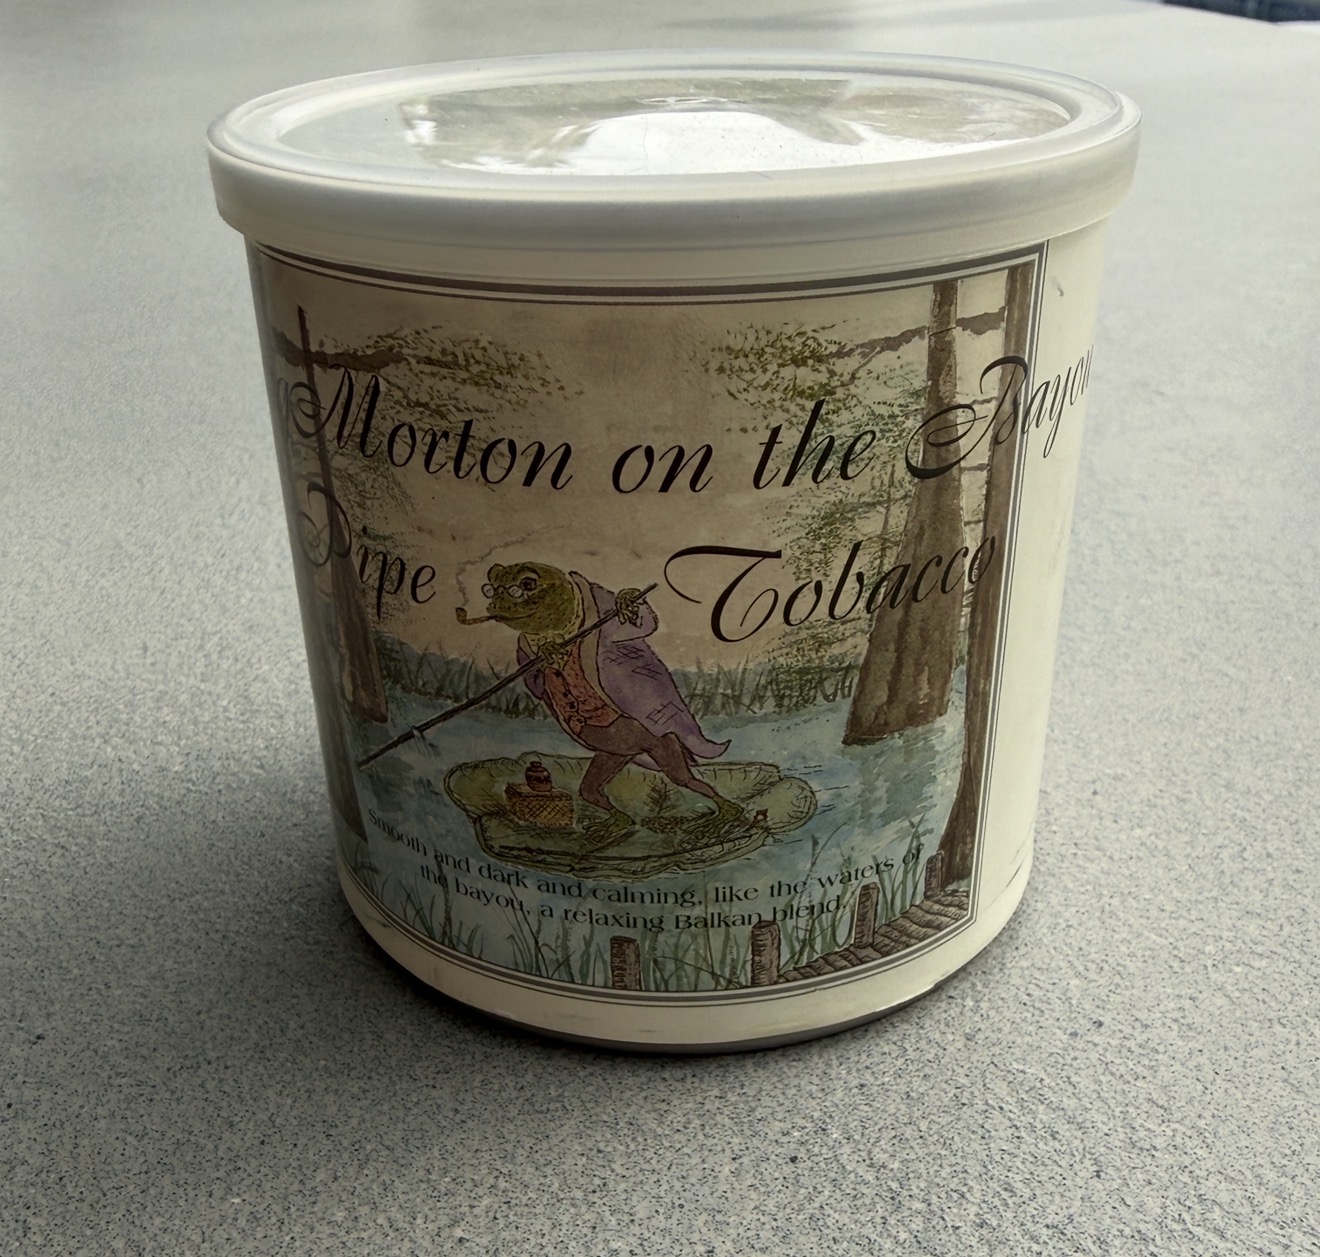 Morton on the Bayou
Pipe Tobacco
Smooth and dark and calming, like the waters of
the bayou, a relaxing Balkan blend.